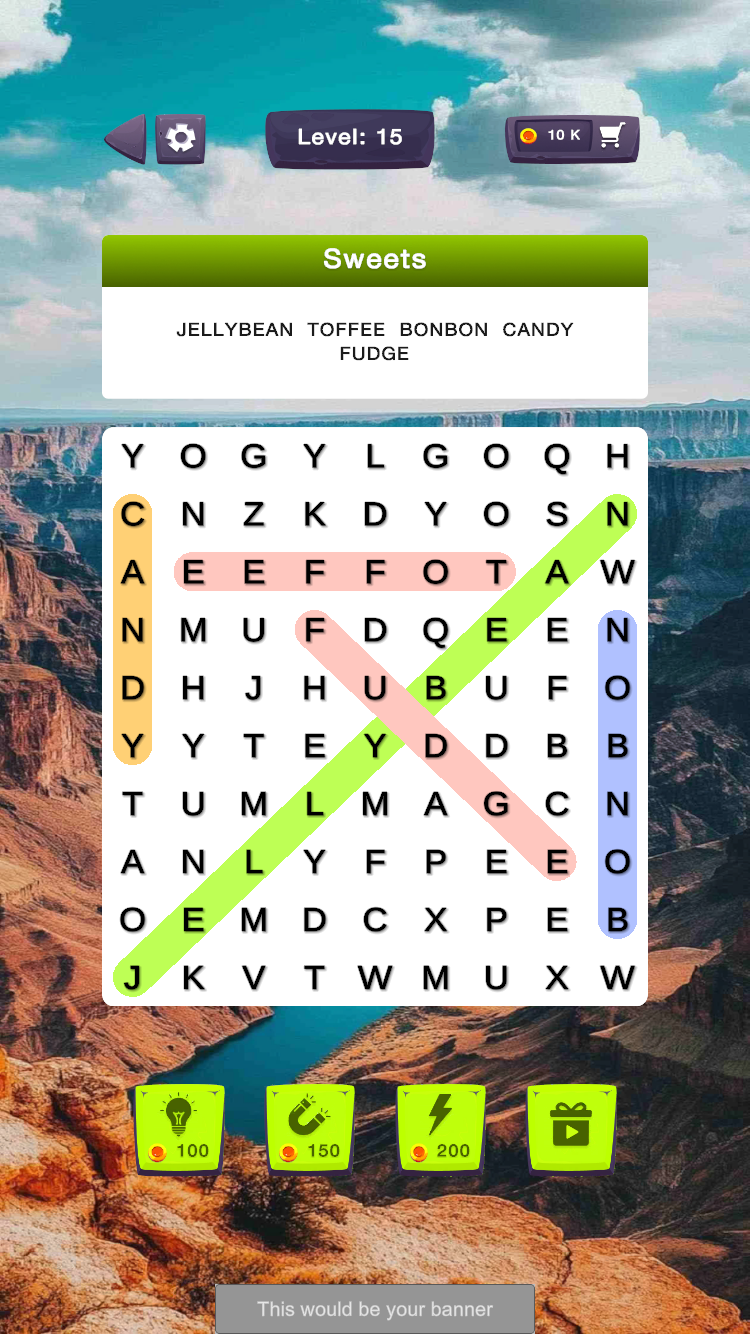 Level: 15
10 K
Sweets
JELLYBEAN TOFFEE BONBON CANDY
FUDGE
Y O G Y L G O Q H
C N Z K D Y O S N
A E E F F O T A W
N M U F D Q E E N
D H J H U B U F O
Y Y T E Y D D B B
T U M L M A G C N
A N L Y F P E E O
O E M D C X P E B
J K V T W M U X W
100 150 200
This would be your banner